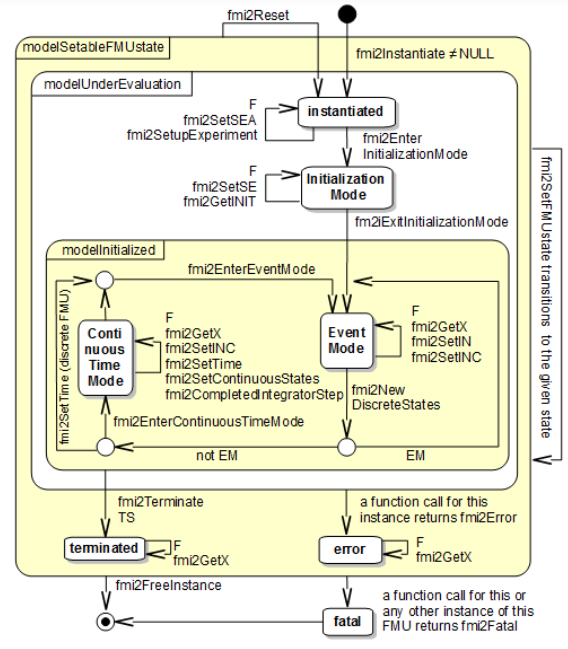 fmi2Reset
modelSetableFMUstate
fmi2Instantiate ≠ NULL
modelUnderEvaluation
F
fmi2SetSEA
fmi2SetupExperiment
instantiated
fmi2Enter
InitializationMode
F
fmi2SetSE
fmi2GetINIT
Initialization
Mode
fm2iExitInitializationMode
fmi2SetFMUstate transitions to the given state
modelInitialized
fmi2EnterEventMode
fmi2SetTime (discrete FMU)
Conti
nuous
Time
Mode
F
fmi2GetX
fmi2SetINC
fmi2SetTime
fmi2SetContinuousStates
fmi2CompletedIntegratorStep
Event
Mode
F
fmi2GetX
fmi2SetIN
fmi2SetINC
fmi2New
DiscreteStates
fmi2EnterContinuousTimeMode
not EM
EM
fmi2Terminate
TS
a function call for this
instance returns fmi2Error
terminated
F
fmi2GetX
error
F
fmi2GetX
fmi2FreeInstance
fatal
a function call for this or
any other instance of this
FMU returns fmi2Fatal